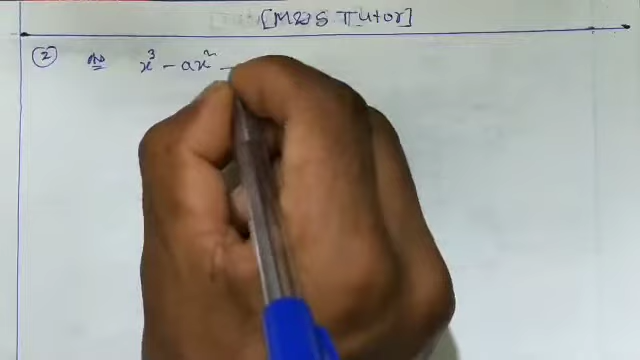 [MKS TUtor]
② x³ - ax² -